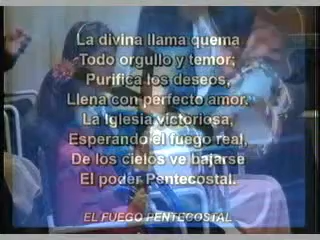 La divina llama quema
Todo orgullo y temor;
Purifica los deseos,
Llena con perfecto amor.
La Iglesia victoriosa,
Esperando el fuego real,
De los cielos ve bajarse
El poder Pentecostal.
EL FUEGO PENTECOSTAL